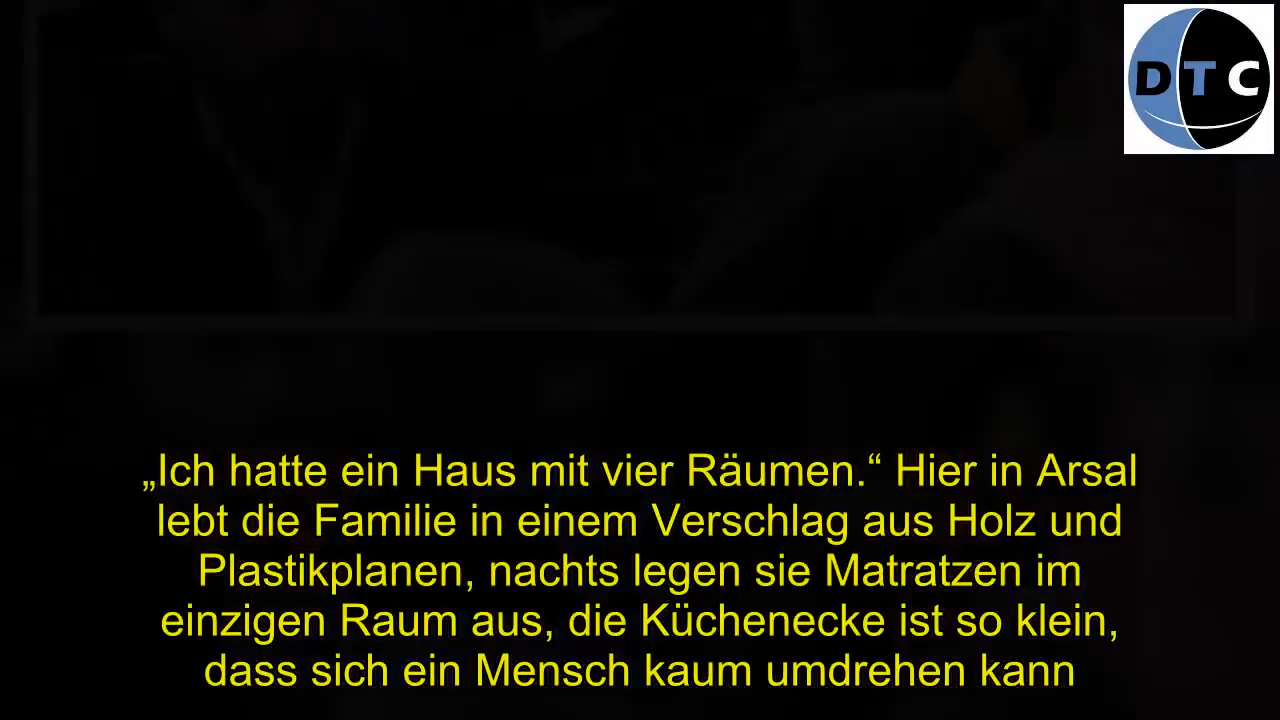 DTC
„Ich hatte ein Haus mit vier Räumen.“ Hier in Arsal
lebt die Familie in einem Verschlag aus Holz und
Plastikplanen, nachts legen sie Matratzen im
einzigen Raum aus, die Küchenecke ist so klein,
dass sich ein Mensch kaum umdrehen kann